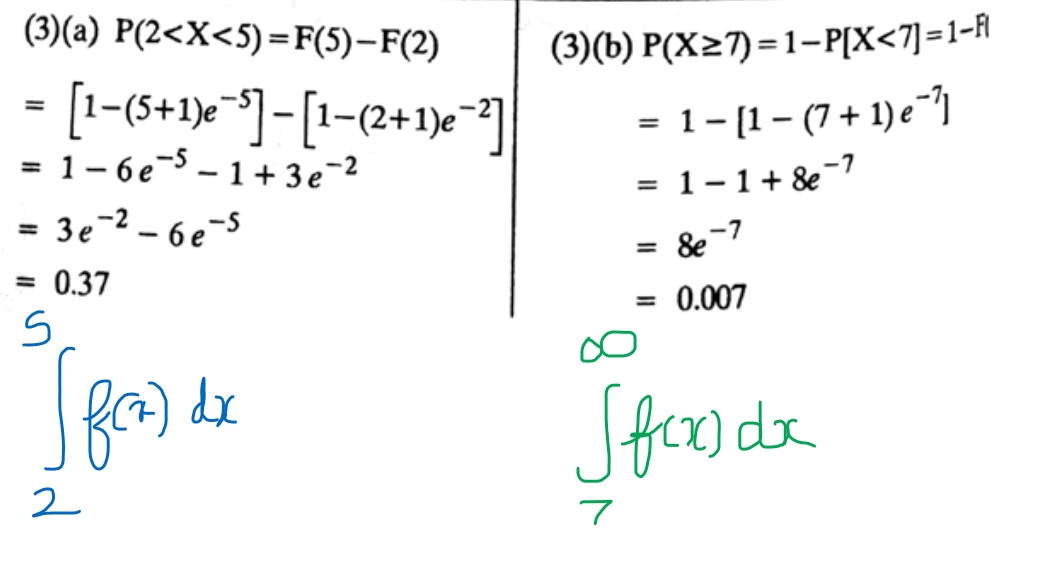 (3)(a) P(2<X<5)=F(5)−F(2)
= [1−(5+1)e⁻⁵]−[1−(2+1)e⁻²]
= 1−6e⁻⁵−1+3e⁻²
= 3e⁻²−6e⁻⁵
= 0.37
5
∫f(x) dx
2
(3)(b) P(X≥7)=1−P[X<7]=1−F(
= 1−[1−(7+1)e⁻⁷]
= 1−1+8e⁻⁷
= 8e⁻⁷
= 0.007
∞
∫f(x) dx
7